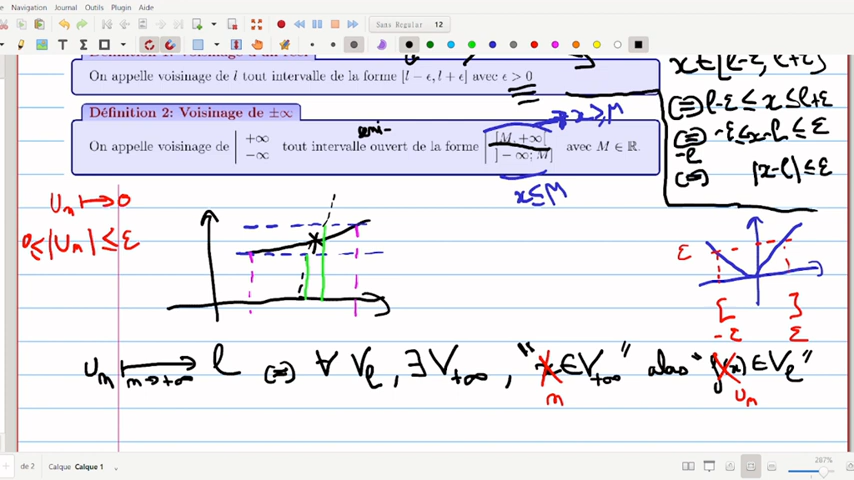 Navigation Journal Outils Plugin Aide
Sans Regular 12
On appelle voisinage de l tout intervalle de la forme [l − ϵ, l + ϵ] avec ϵ > 0
x∈[l-ε, l+ε]
(⇔) l-ε ≤ x ≤ l+ε
(⇔) -ε ≤ x-l ≤ ε
-l
(⇔) |x-l| ≤ ε
Définition 2: Voisinage de ±∞
semi-
On appelle voisinage de | +∞ −∞ tout intervalle ouvert de la forme | [M, +∞[ ] − ∞; M] avec M ∈ ℝ.
x ≥ M
x ≤ M
Un ↦ 0
0 ≤ |Un| ≤ ε
ε
[ ]
-ε ε
Un ↦ l (⇔) ∀ Vl, ∃ V+∞, "x ∈ V+∞" alors "f(x) ∈ Vl"
n→+∞
n Un
de 2 Calque Calque 1 287%